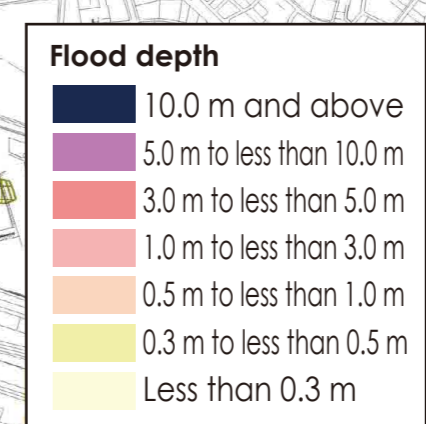 Flood depth
10.0 m and above
5.0 m to less than 10.0 m
3.0 m to less than 5.0 m
1.0 m to less than 3.0 m
0.5 m to less than 1.0 m
0.3 m to less than 0.5 m
Less than 0.3 m